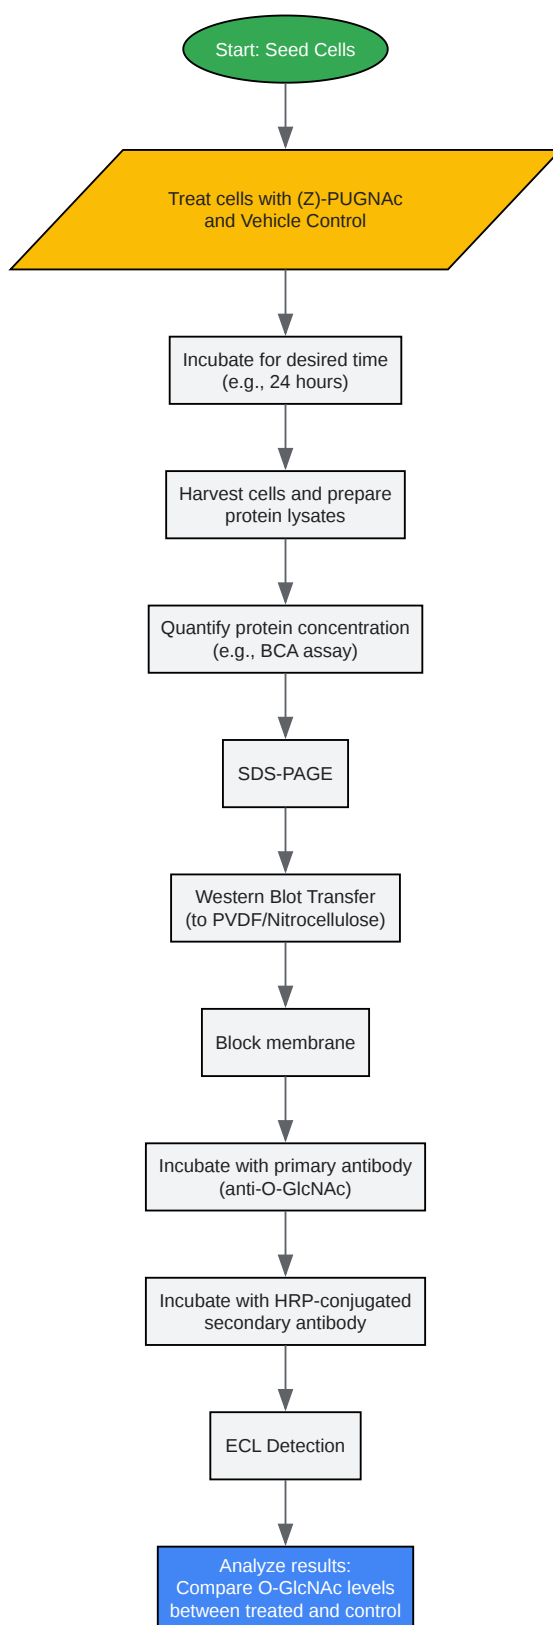 Start: Seed Cells
Treat cells with (Z)-PUGNAc
and Vehicle Control
Incubate for desired time
(e.g., 24 hours)
Harvest cells and prepare
protein lysates
Quantify protein concentration
(e.g., BCA assay)
SDS-PAGE
Western Blot Transfer
(to PVDF/Nitrocellulose)
Block membrane
Incubate with primary antibody
(anti-O-GlcNAc)
Incubate with HRP-conjugated
secondary antibody
ECL Detection
Analyze results:
Compare O-GlcNAc levels
between treated and control